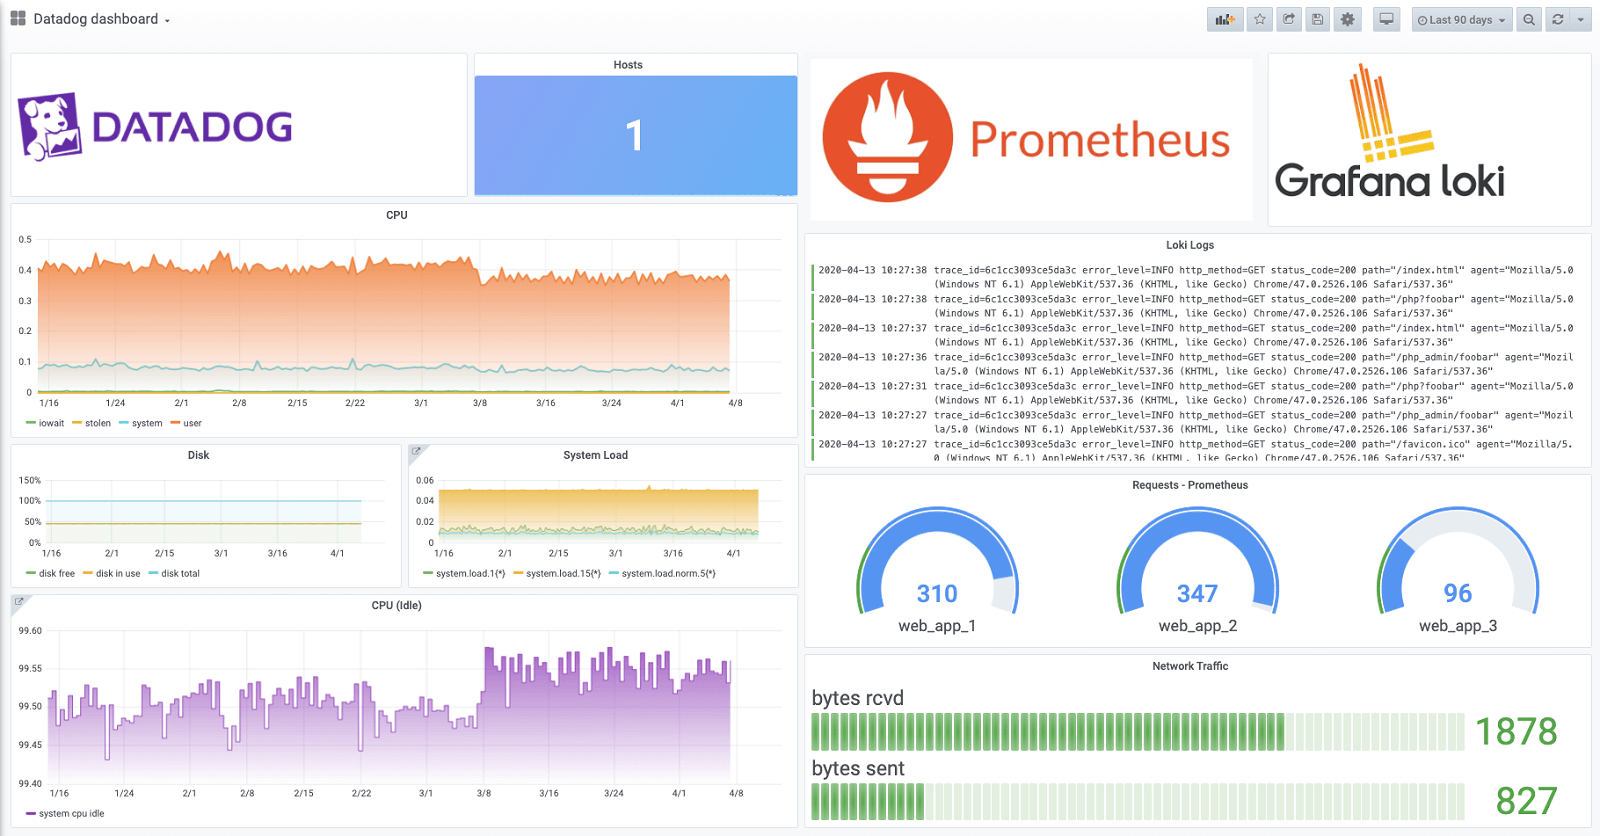 Datadog dashboard
Last 90 days
DATADOG
Hosts
1
Prometheus
Grafana loki
CPU
0.5
0.4
0.3
0.2
0.1
0
1/16 1/24 2/1 2/8 2/15 2/22 3/1 3/8 3/16 3/24 4/1 4/8
iowait stolen system user
Loki Logs
2020-04-13 10:27:38 trace_id=6c1cc3093ce5da3c error_level=INFO http_method=GET status_code=200 path="/index.html" agent="Mozilla/5.0
(Windows NT 6.1) AppleWebKit/537.36 (KHTML, like Gecko) Chrome/47.0.2526.106 Safari/537.36"
2020-04-13 10:27:38 trace_id=6c1cc3093ce5da3c error_level=INFO http_method=GET status_code=200 path="/php?foobar" agent="Mozilla/5.0
(Windows NT 6.1) AppleWebKit/537.36 (KHTML, like Gecko) Chrome/47.0.2526.106 Safari/537.36"
2020-04-13 10:27:37 trace_id=6c1cc3093ce5da3c error_level=INFO http_method=GET status_code=200 path="/index.html" agent="Mozilla/5.0
(Windows NT 6.1) AppleWebKit/537.36 (KHTML, like Gecko) Chrome/47.0.2526.106 Safari/537.36"
2020-04-13 10:27:36 trace_id=6c1cc3093ce5da3c error_level=INFO http_method=GET status_code=200 path="/php_admin/foobar" agent="Mozil
la/5.0 (Windows NT 6.1) AppleWebKit/537.36 (KHTML, like Gecko) Chrome/47.0.2526.106 Safari/537.36"
2020-04-13 10:27:31 trace_id=6c1cc3093ce5da3c error_level=INFO http_method=GET status_code=200 path="/php?foobar" agent="Mozilla/5.0
(Windows NT 6.1) AppleWebKit/537.36 (KHTML, like Gecko) Chrome/47.0.2526.106 Safari/537.36"
2020-04-13 10:27:27 trace_id=6c1cc3093ce5da3c error_level=INFO http_method=GET status_code=200 path="/php_admin/foobar" agent="Mozil
la/5.0 (Windows NT 6.1) AppleWebKit/537.36 (KHTML, like Gecko) Chrome/47.0.2526.106 Safari/537.36"
2020-04-13 10:27:27 trace_id=6c1cc3093ce5da3c error_level=INFO http_method=GET status_code=200 path="/favicon.ico" agent="Mozilla/5.
0 (Windows NT 6.1) AppleWebKit/537.36 (KHTML, like Gecko) Chrome/47.0.2526.106 Safari/537.36"
Disk
150%
100%
50%
0%
1/16 2/1 2/15 3/1 3/16 4/1
disk free disk in use disk total
System Load
0.06
0.04
0.02
0
1/16 2/1 2/15 3/1 3/16 4/1
system.load.1{*} system.load.15{*} system.load.norm.5{*}
Requests - Prometheus
310 347 96
web_app_1 web_app_2 web_app_3
CPU (Idle)
99.60
99.55
99.50
99.45
99.40
1/16 1/24 2/1 2/8 2/15 2/22 3/1 3/8 3/16 3/24 4/1 4/8
system cpu idle
Network Traffic
bytes rcvd
1878
bytes sent
827